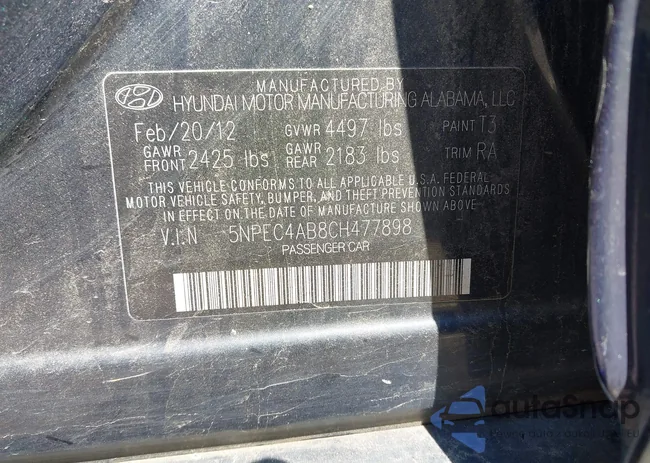 MANUFACTURED BY
HYUNDAI MOTOR MANUFACTURING ALABAMA, LLC
Feb/20/12 GVWR 4497 lbs PAINT T3
GAWR FRONT 2425 lbs GAWR REAR 2183 lbs TRIM RA
THIS VEHICLE CONFORMS TO ALL APPLICABLE U.S.A. FEDERAL
MOTOR VEHICLE SAFETY, BUMPER, AND THEFT PREVENTION STANDARDS
IN EFFECT ON THE DATE OF MANUFACTURE SHOWN ABOVE.
V.I.N 5NPEC4AB8CH477898
PASSENGER CAR
autoSnap